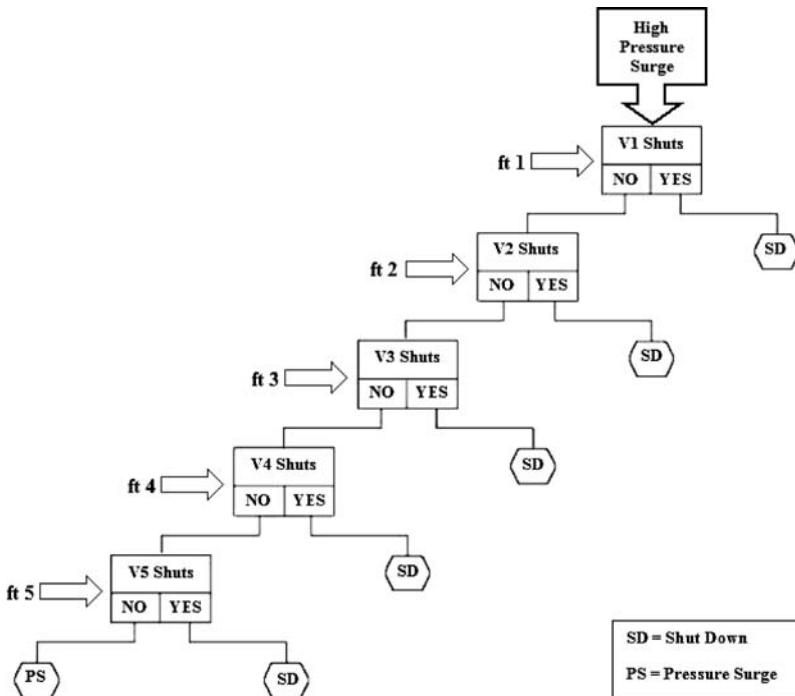 High
Pressure
Surge
V1 Shuts
ft 1
NO YES
SD
V2 Shuts
ft 2
NO YES
SD
V3 Shuts
ft 3
NO YES
SD
V4 Shuts
ft 4
NO YES
SD
V5 Shuts
ft 5
NO YES
PS
SD
SD = Shut Down
PS = Pressure Surge